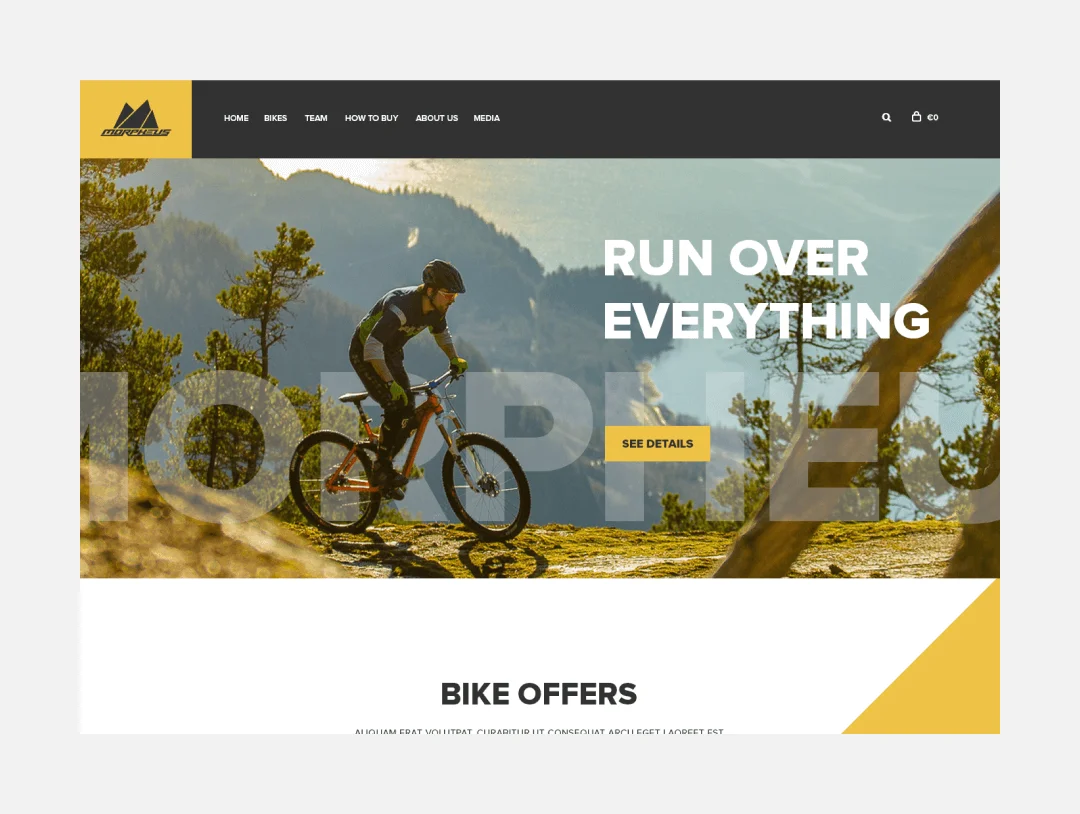 MORPHEUS
HOME BIKES TEAM HOW TO BUY ABOUT US MEDIA
€0
RUN OVER
EVERYTHING
MORPHEU
SEE DETAILS
BIKE OFFERS
ALIQUAM ERAT VOLUTPAT. CURABITUR UT CONSEQUAT ARCU EGET LAOREET EST